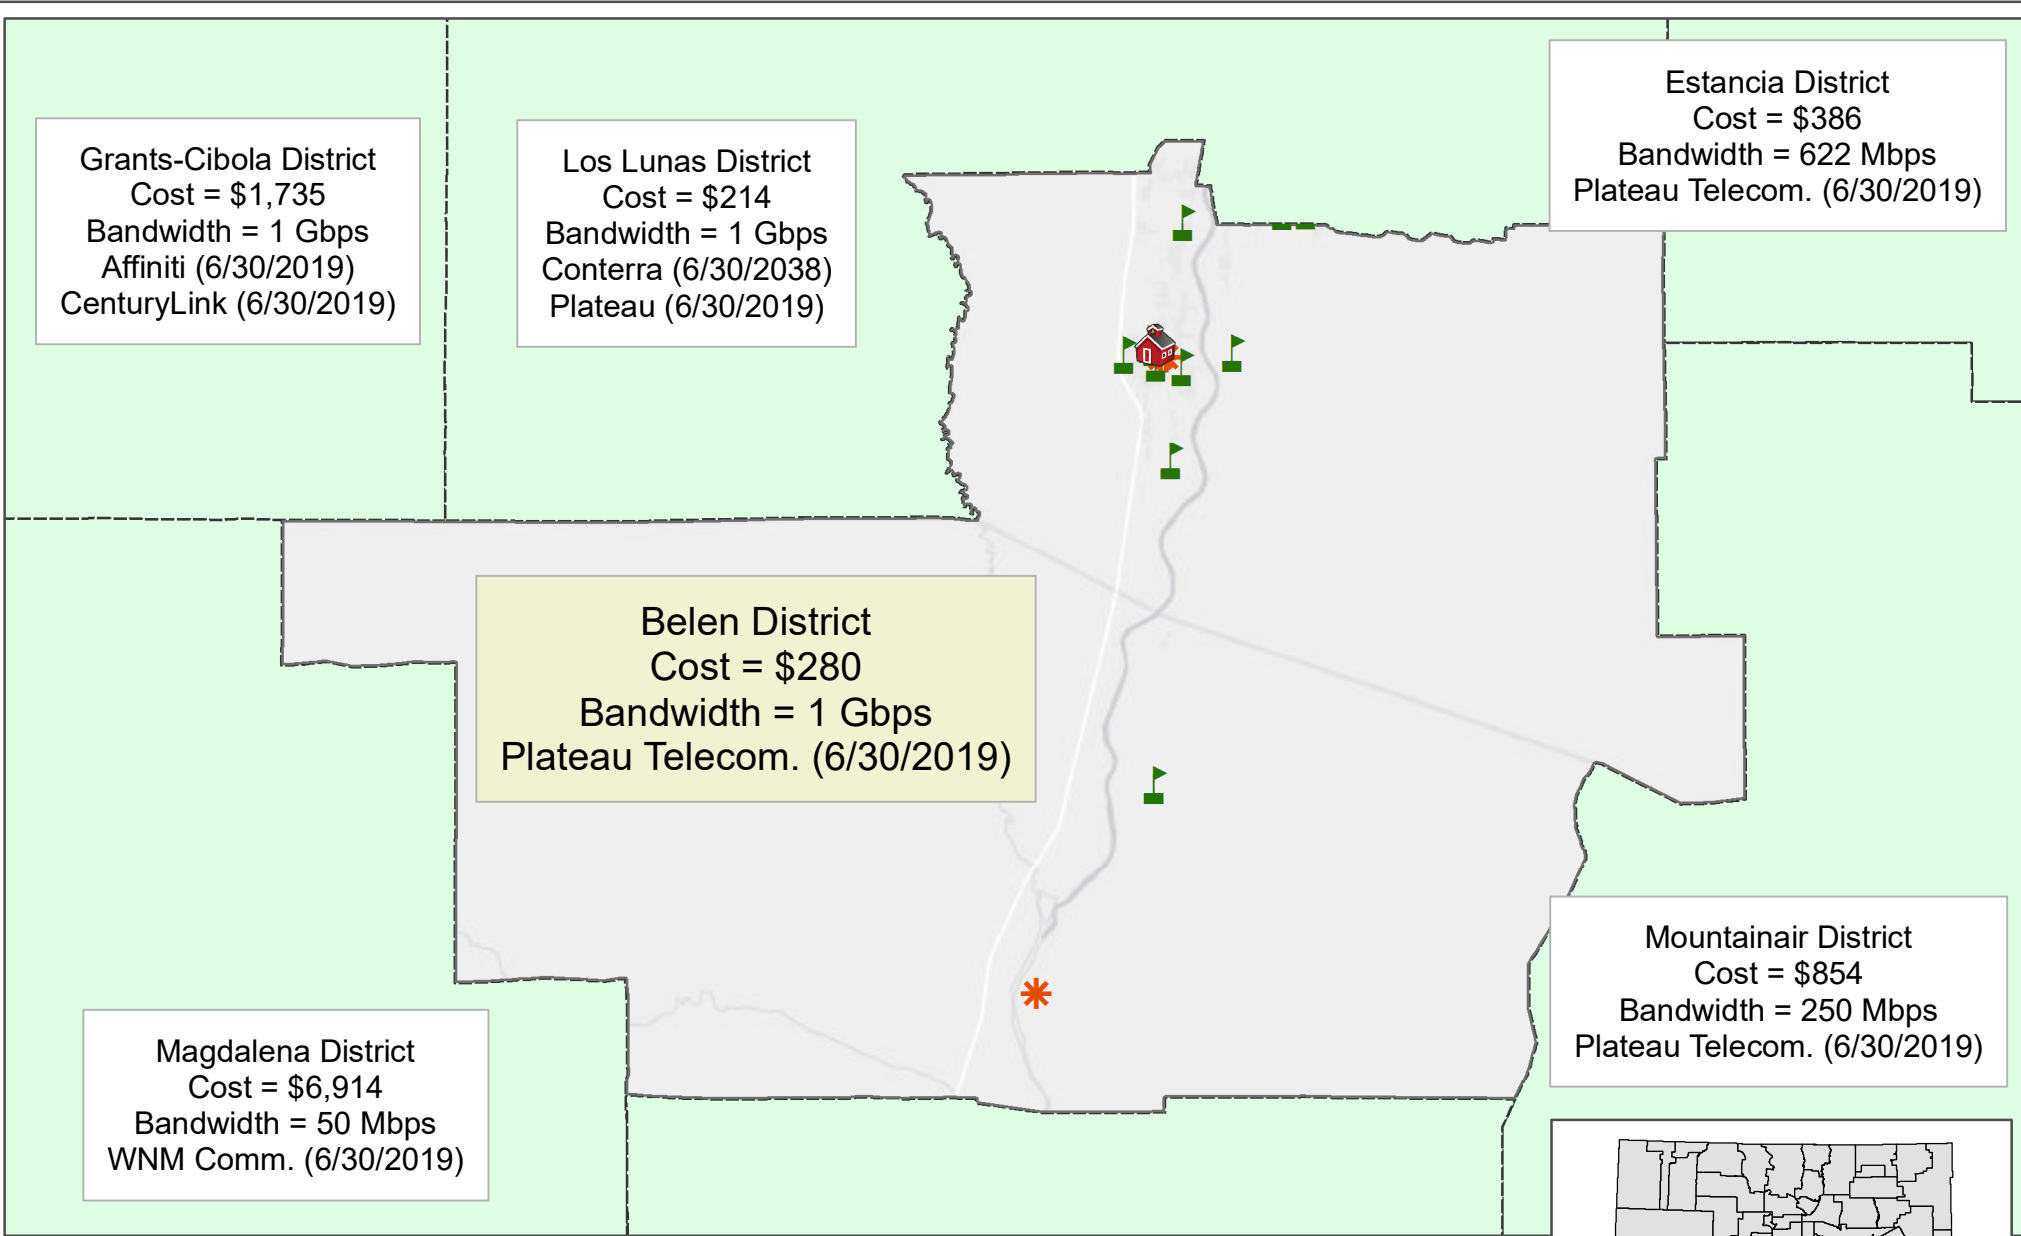 Grants-Cibola District
Cost = $1,735
Bandwidth = 1 Gbps
Affiniti (6/30/2019)
CenturyLink (6/30/2019)
Los Lunas District
Cost = $214
Bandwidth = 1 Gbps
Conterra (6/30/2038)
Plateau (6/30/2019)
Estancia District
Cost = $386
Bandwidth = 622 Mbps
Plateau Telecom. (6/30/2019)
Belen District
Cost = $280
Bandwidth = 1 Gbps
Plateau Telecom. (6/30/2019)
Mountainair District
Cost = $854
Bandwidth = 250 Mbps
Plateau Telecom. (6/30/2019)
Magdalena District
Cost = $6,914
Bandwidth = 50 Mbps
WNM Comm. (6/30/2019)